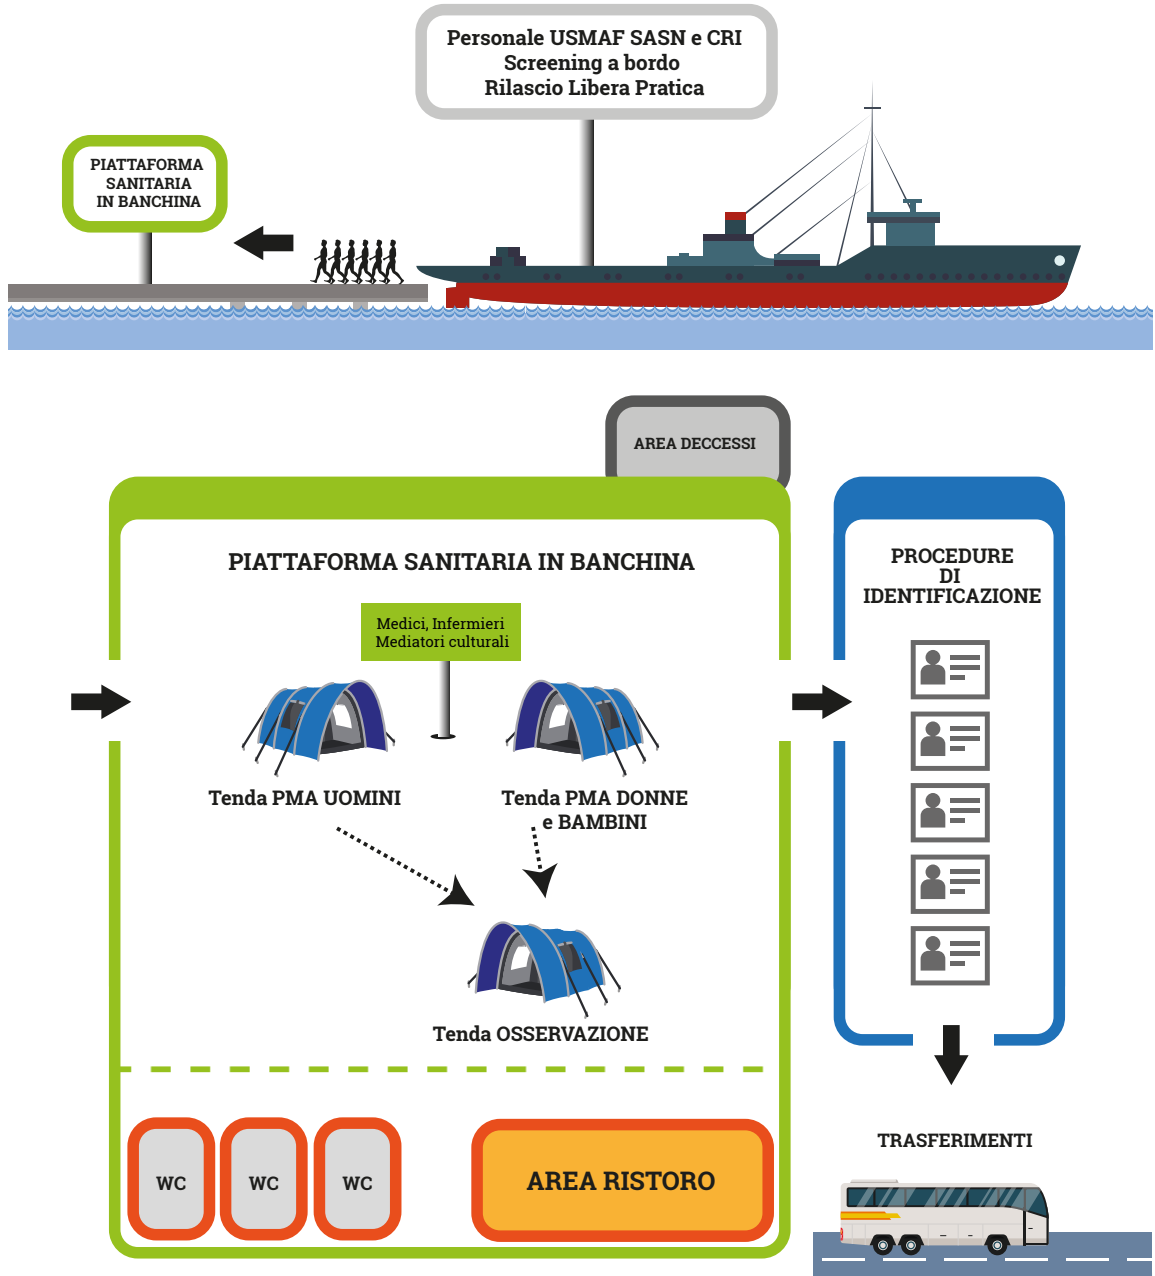 Personale USMAF SASN e CRI
Screening a bordo
Rilascio Libera Pratica
PIATTAFORMA
SANITARIA
IN BANCHINA
AREA DECCESSI
PIATTAFORMA SANITARIA IN BANCHINA
Medici, Infermieri
Mediatori culturali
Tenda PMA UOMINI
Tenda PMA DONNE
e BAMBINI
Tenda OSSERVAZIONE
WC
WC
WC
AREA RISTORO
PROCEDURE
DI
IDENTIFICAZIONE
TRASFERIMENTI